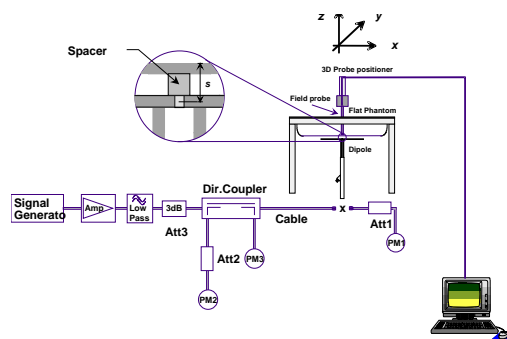 z
y
x
Spacer
s
3D Probe positioner
Field probe
Flat Phantom
Dipole
Signal
Generato
Amp
Low
Pass
3dB
Att3
Dir.Coupler
Cable
x
Att1
PM1
Att2
PM3
PM2